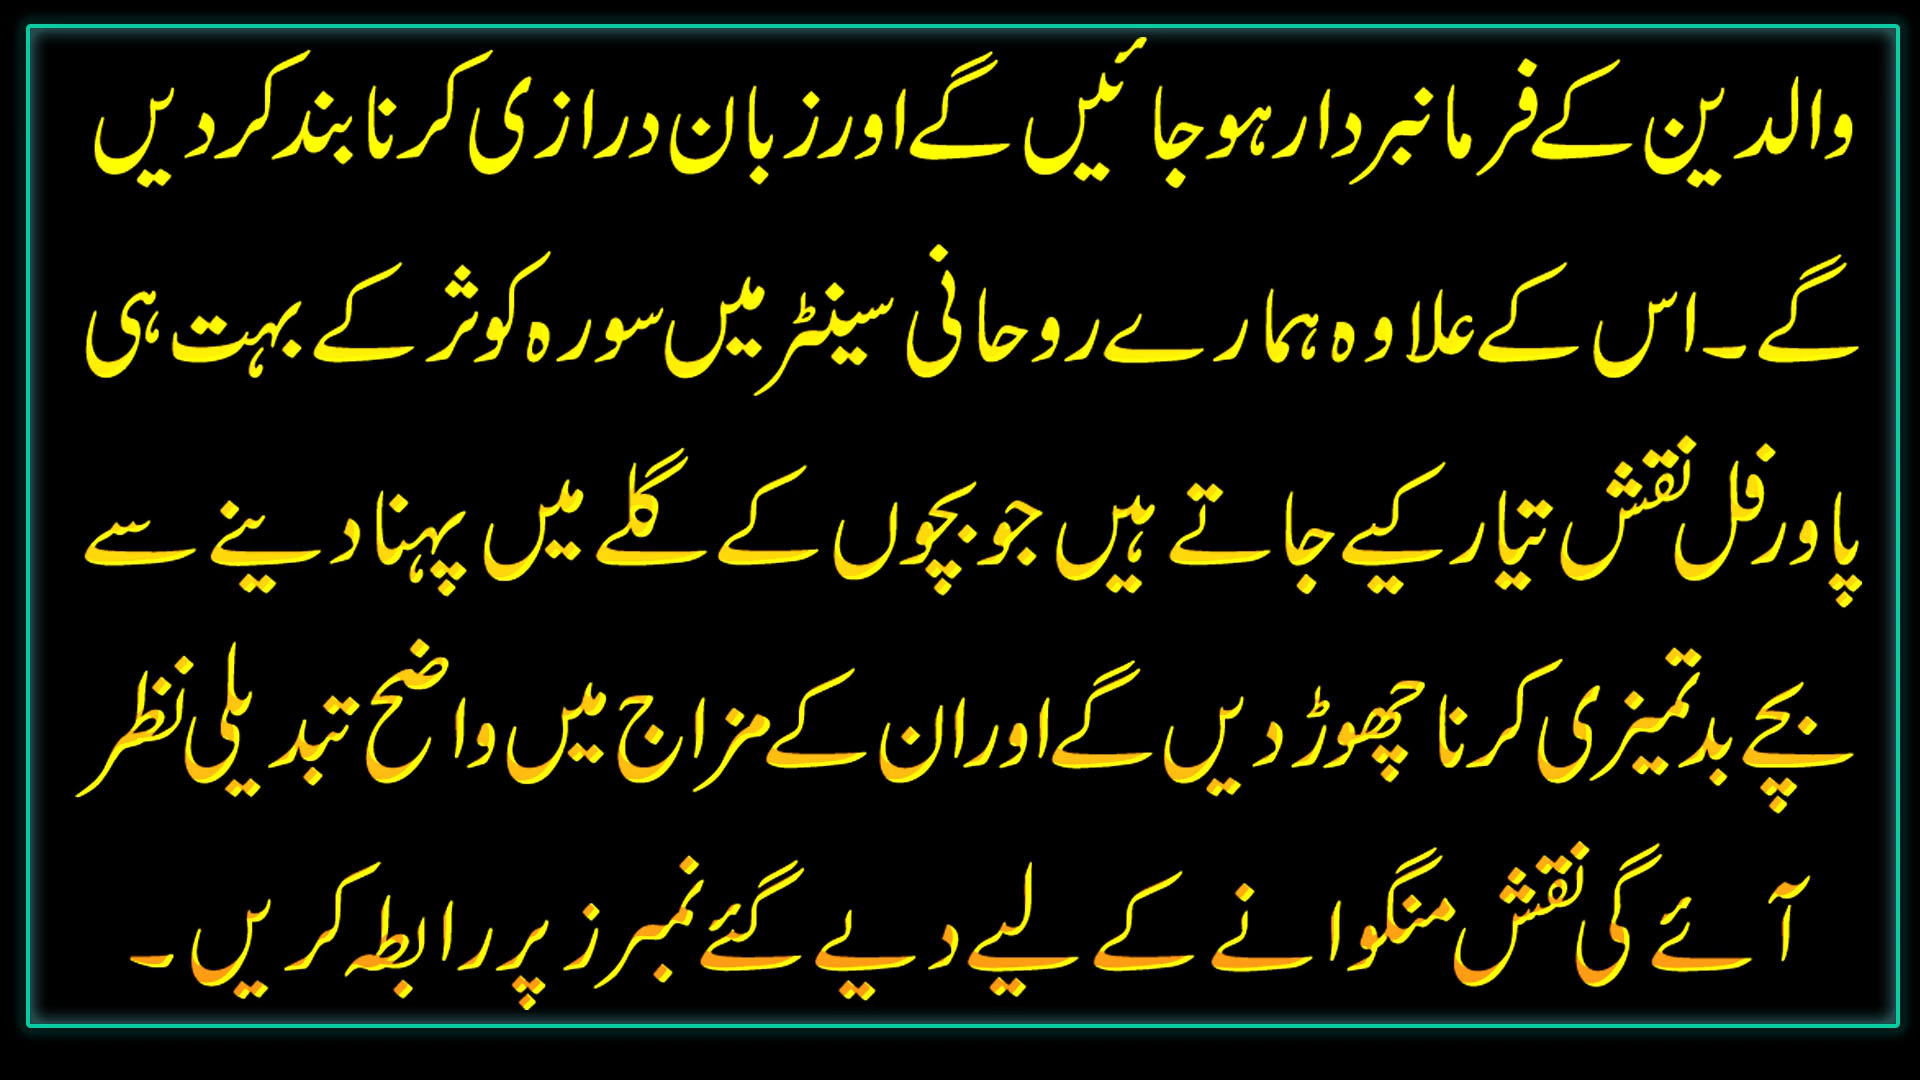 والدین کے فرمانبردار ہو جائیں گے اور زبان درازی کرنا بند کر دیں
گے۔ اس کے علاوہ ہمارے روحانی سینٹر میں سورہ کوثر کے بہت ہی
پاورفل نقش تیار کیے جاتے ہیں جو بچوں کے گلے میں پہنا دینے سے
بچے بدتمیزی کرنا چھوڑ دیں گے اور ان کے مزاج میں واضح تبدیلی نظر
آئے گی نقش منگوانے کے لیے دیے گئے نمبرز پر رابطہ کریں۔